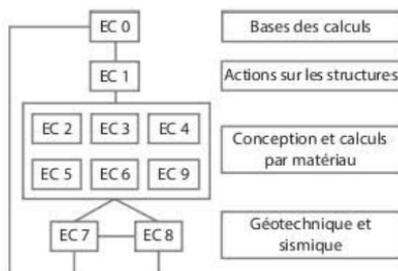 EC 0
Bases des calculs
EC 1
Actions sur les structures
EC 2 EC 3 EC 4
EC 5 EC 6 EC 9
Conception et calculs
par matériau
EC 7 EC 8
Géotechnique et
sismique